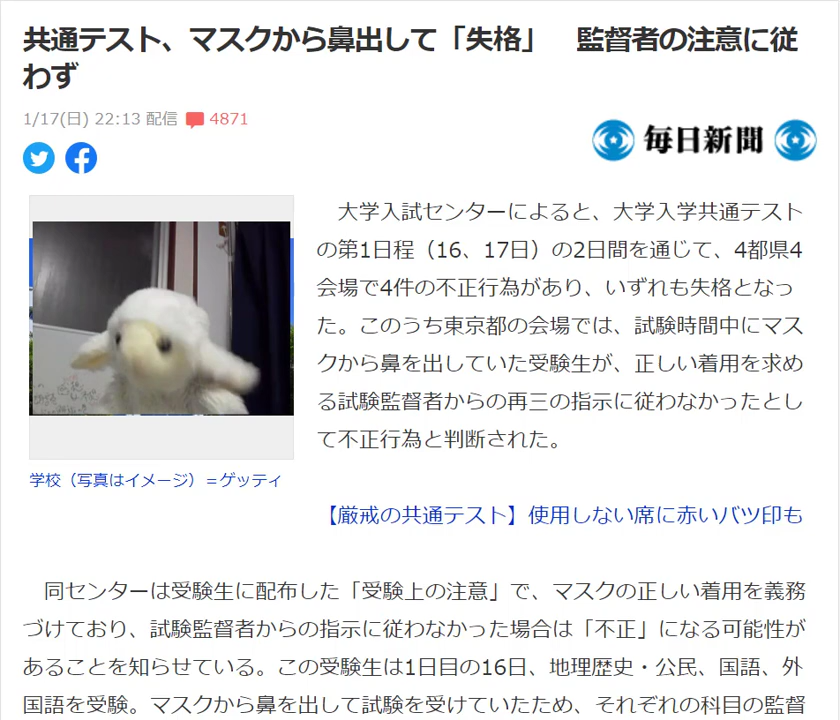 共通テスト、マスクから鼻出して「失格」　監督者の注意に従
わず
1/17(日) 22:13 配信 4871
毎日新聞
大学入試センターによると、大学入学共通テスト
の第1日程（16、17日）の2日間を通じて、4都県4
会場で4件の不正行為があり、いずれも失格となっ
た。このうち東京都の会場では、試験時間中にマス
クから鼻を出していた受験生が、正しい着用を求め
る試験監督者からの再三の指示に従わなかったとし
て不正行為と判断された。
学校（写真はイメージ）＝ゲッティ
【厳戒の共通テスト】使用しない席に赤いバツ印も
同センターは受験生に配布した「受験上の注意」で、マスクの正しい着用を義務
づけており、試験監督者からの指示に従わなかった場合は「不正」になる可能性が
あることを知らせている。この受験生は1日目の16日、地理歴史・公民、国語、外
国語を受験。マスクから鼻を出して試験を受けていたため、それぞれの科目の監督